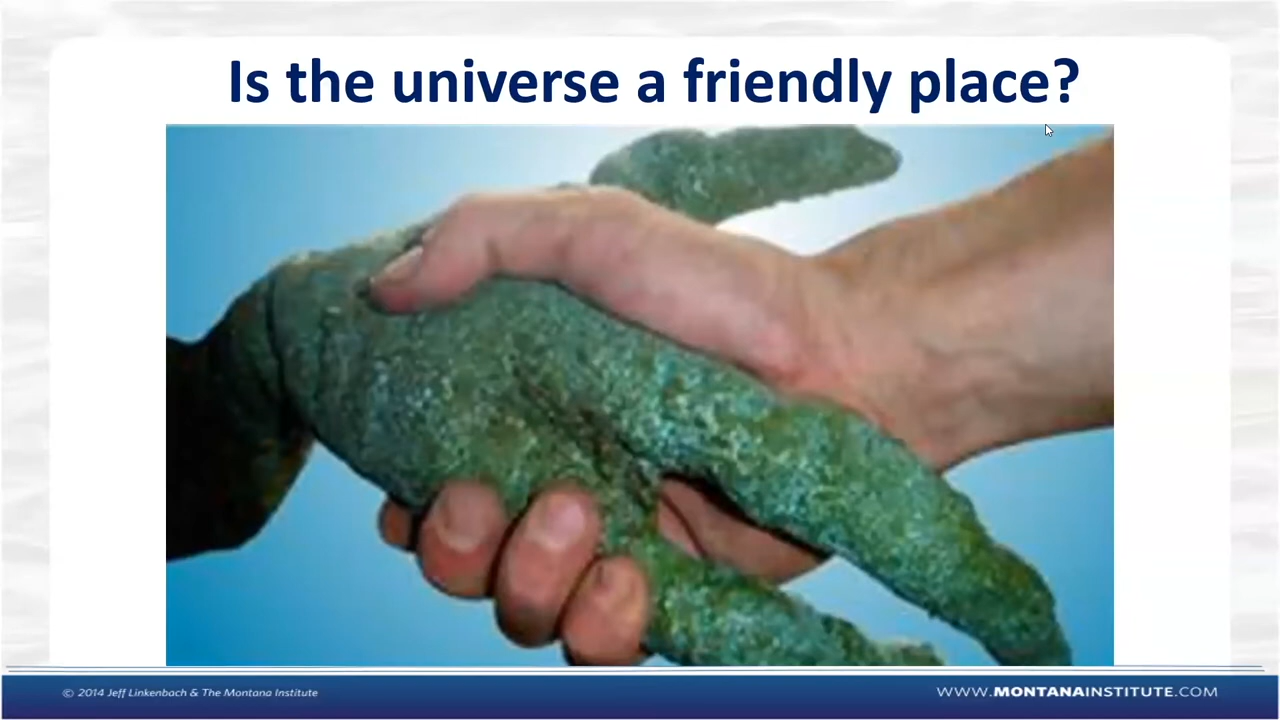 Is the universe a friendly place?
© 2014 Jeff Linkenbach & The Montana Institute
WWW.MONTANAINSTITUTE.COM